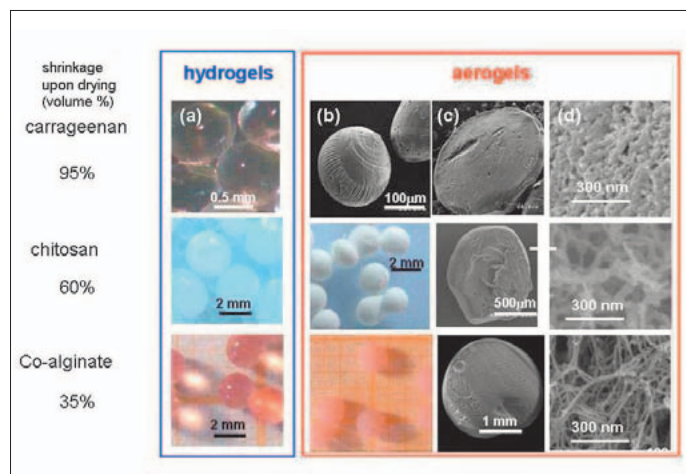 shrinkage
upon drying
(volume %)
hydrogels
aerogels
carrageenan
95%
(a)
(b)
(c)
(d)
0.5 mm
100µm
300 nm
chitosan
60%
2 mm
2 mm
500µm
300 nm
Co-alginate
35%
2 mm
1 mm
300 nm